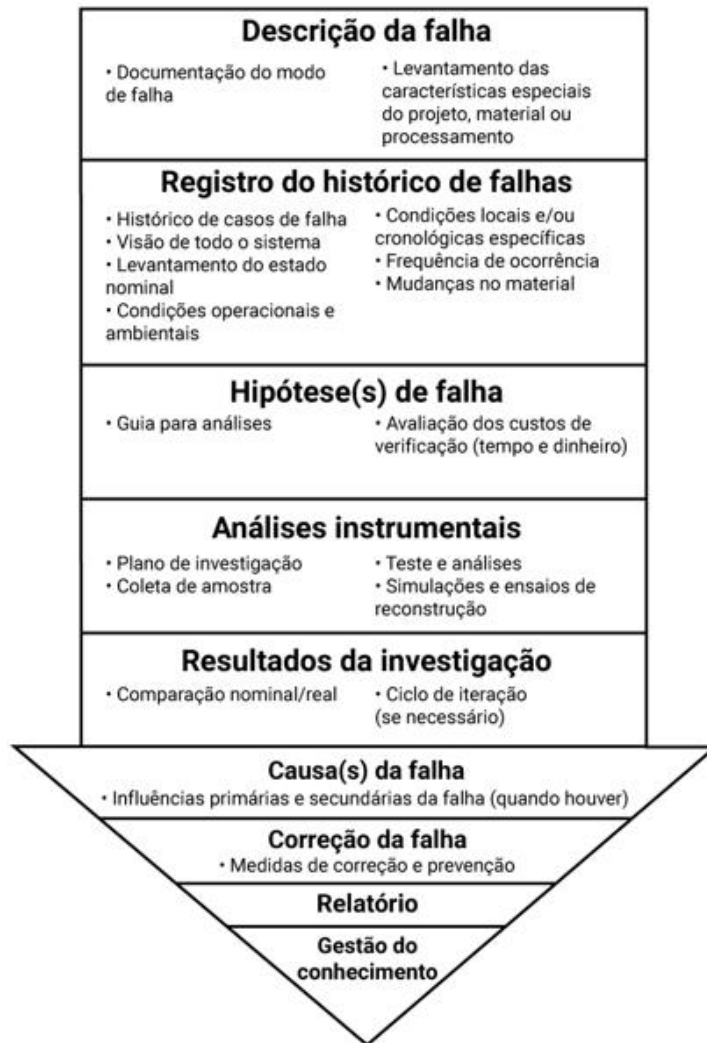 Descrição da falha
• Documentação do modo
de falha
• Levantamento das
características especiais
do projeto, material ou
processamento
Registro do histórico de falhas
• Histórico de casos de falha
• Visão de todo o sistema
• Levantamento do estado
nominal
• Condições operacionais e
ambientais
• Condições locais e/ou
cronológicas específicas
• Frequência de ocorrência
• Mudanças no material
Hipótese(s) de falha
• Guia para análises
• Avaliação dos custos de
verificação (tempo e dinheiro)
Análises instrumentais
• Plano de investigação
• Coleta de amostra
• Teste e análises
• Simulações e ensaios de
reconstrução
Resultados da investigação
• Comparação nominal/real
• Ciclo de iteração
(se necessário)
Causa(s) da falha
• Influências primárias e secundárias da falha (quando houver)
Correção da falha
• Medidas de correção e prevenção
Relatório
Gestão do
conhecimento